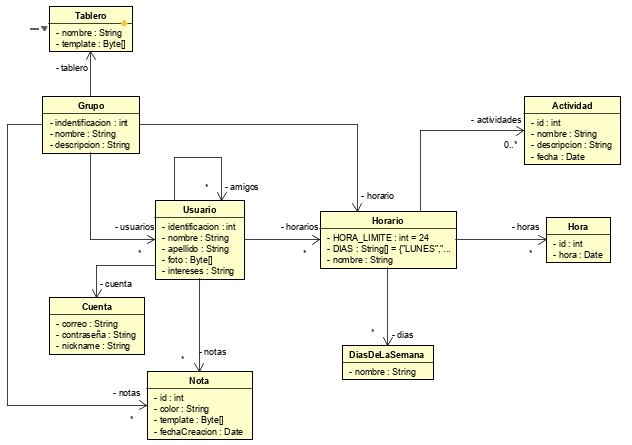 Tablero
- nombre : String
- template : Byte[]
- tablero
Grupo
- indentificacion : int
- nombre : String
- descripcion : String
Actividad
- id : int
- nombre : String
- descripcion : String
- fecha : Date
- actividades
0..*
- amigos
*
- horario
Usuario
- identificacion : int
- nombre : String
- apellido : String
- foto : Byte[]
- intereses : String
- usuarios
*
- horarios
*
Horario
- HORA_LIMITE : int = 24
- DIAS : String[] = {"LUNES","...
- nombre : String
- horas
*
Hora
- id : int
- hora : Date
- cuenta
Cuenta
- correo : String
- contraseña : String
- nickname : String
- dias
*
DiasDeLaSemana
- nombre : String
- notas
*
- notas
*
Nota
- id : int
- color : String
- template : Byte[]
- fechaCreacion : Date